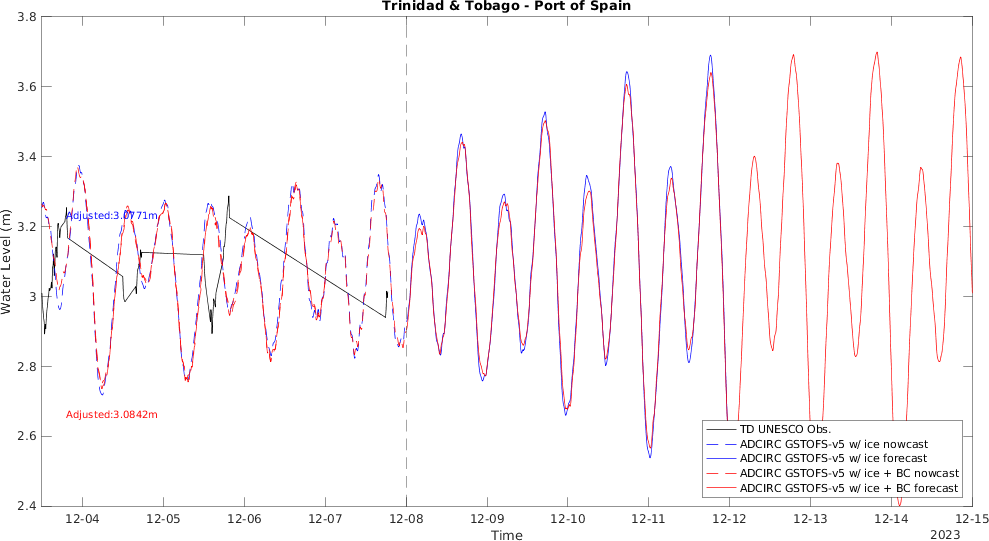 Trinidad & Tobago - Port of Spain
Water Level (m)
3.8
3.6
3.4
3.2
3
2.8
2.6
2.4
Adjusted:3.0771m
Adjusted:3.0842m
TD UNESCO Obs.
ADCIRC GSTOFS-v5 w/ ice nowcast
ADCIRC GSTOFS-v5 w/ ice forecast
ADCIRC GSTOFS-v5 w/ ice + BC nowcast
ADCIRC GSTOFS-v5 w/ ice + BC forecast
12-04 12-05 12-06 12-07 12-08 12-09 12-10 12-11 12-12 12-13 12-14 12-15
Time
2023